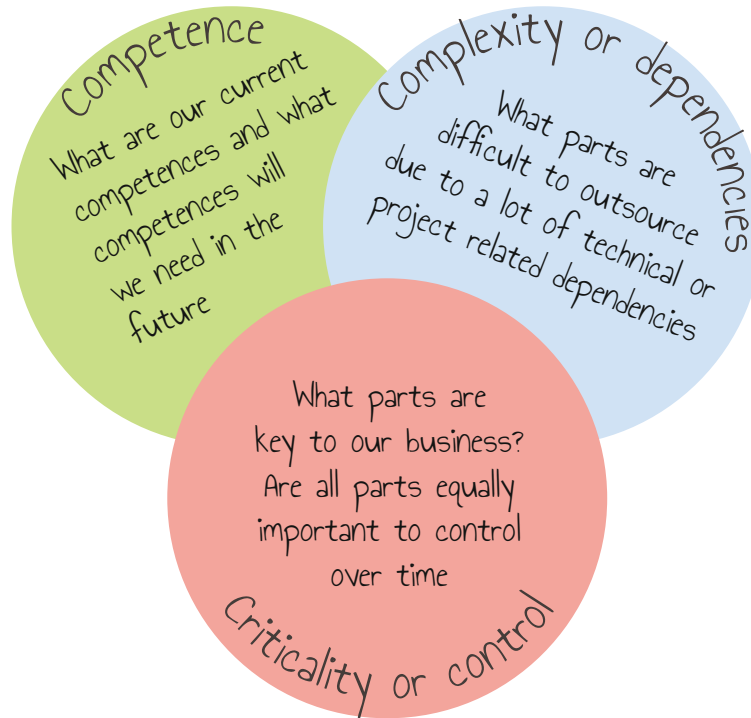 Competence
What are our current
competences and what
competences will
we need in the
future
Complexity or dependencies
What parts are
difficult to outsource
due to a lot of technical or
project related dependencies
What parts are
key to our business?
Are all parts equally
important to control
over time
Criticality or control